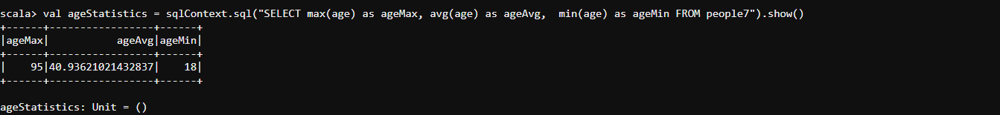 scala> val ageStatistics = sqlContext.sql("SELECT max(age) as ageMax, avg(age) as ageAvg,  min(age) as ageMin FROM people7").show()
+------+-----------------+------+
|ageMax|           ageAvg|ageMin|
+------+-----------------+------+
|    95|40.93621021432837|    18|
+------+-----------------+------+
ageStatistics: Unit = ()